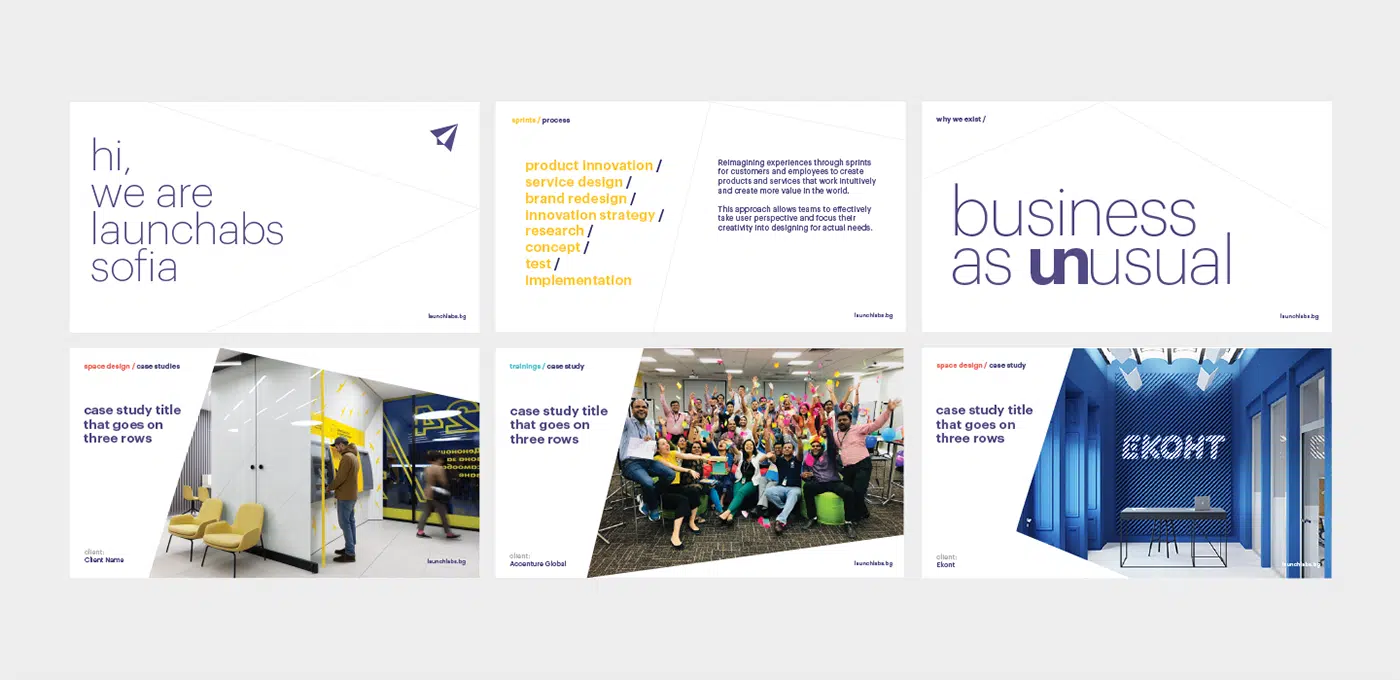 hi,
we are
launchabs
sofia
launchlabs.bg
sprints / process
product innovation /
service design /
brand redesign /
innovation strategy /
research /
concept /
test /
implementation
Reimagining experiences through sprints
for customers and employees to create
products and services that work intuitively
and create more value in the world.
This approach allows teams to effectively
take user perspective and focus their
creativity into designing for actual needs.
launchlabs.bg
why we exist /
business
as unusual
launchlabs.bg
space design / case studies
case study title
that goes on
three rows
24
client:
Client Name
launchlabs.bg
trainings / case study
case study title
that goes on
three rows
client:
Accenture Global
launchlabs.bg
space design / case study
case study title
that goes on
three rows
ЕКОНТ
client:
Ekont
launchlabs.bg